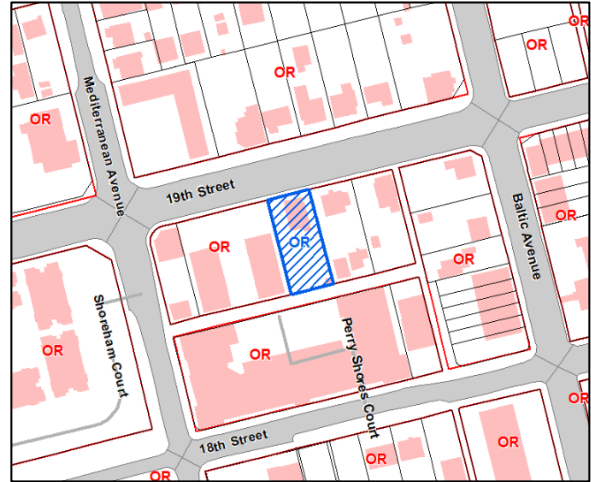 OR
OR
OR
OR
Mediterranean Avenue
19th Street
OR
OR
Baltic Avenue
OR
OR
Shoreham Court
OR
OR
Perry Shores Court
OR
18th Street
OR
OR
OR